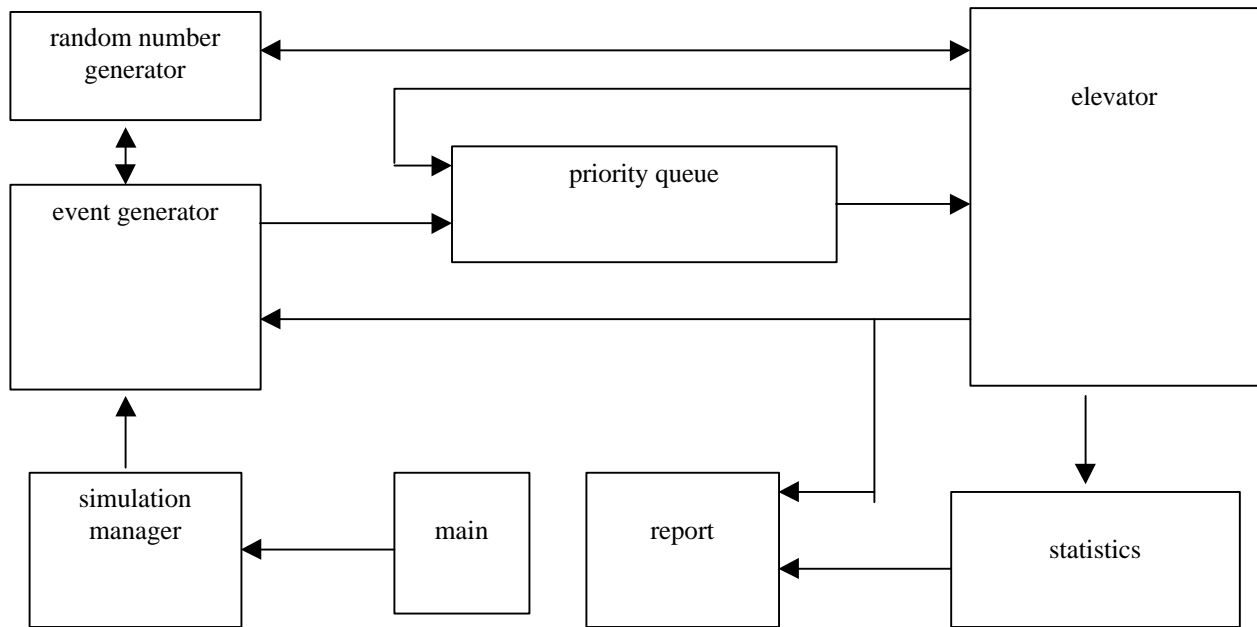 random number
generator
elevator
priority queue
event generator
simulation
manager
main
report
statistics